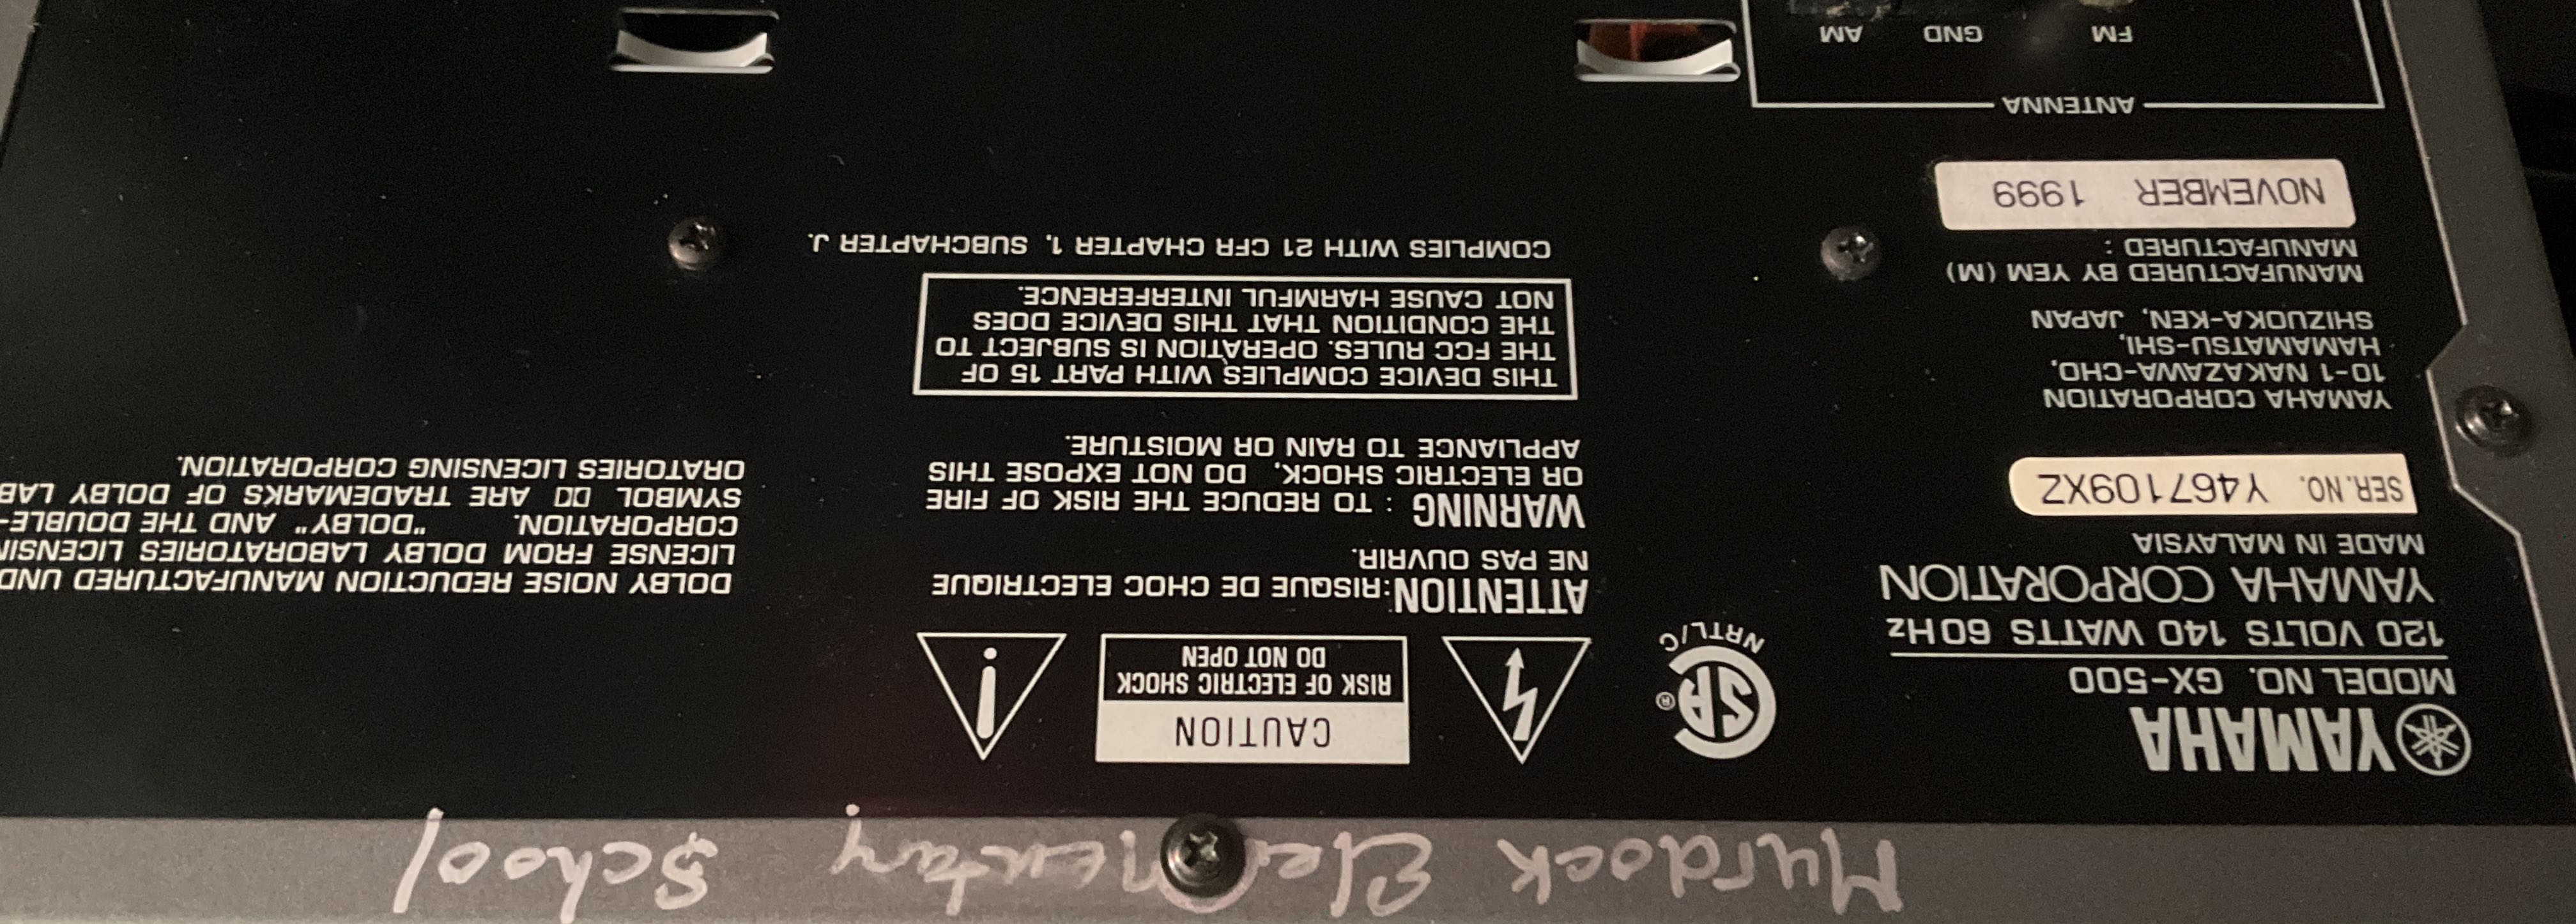 Murdock Elementary School
YAMAHA
MODEL NO. GX-500
120 VOLTS 140 WATTS 60Hz
YAMAHA CORPORATION
MADE IN MALAYSIA
SER.NO. Y467109XZ
YAMAHA CORPORATION
10-1 NAKAZAWA-CHO,
HAMAMATSU-SHI,
SHIZUOKA-KEN, JAPAN
MANUFACTURED BY YEM (M)
MANUFACTURED :
NOVEMBER 1999
ANTENNA
FM GND AM
SA ®
NRTL/C
CAUTION
RISK OF ELECTRIC SHOCK
DO NOT OPEN
ATTENTION:RISQUE DE CHOC ELECTRIQUE
NE PAS OUVRIR.
WARNING : TO REDUCE THE RISK OF FIRE
OR ELECTRIC SHOCK, DO NOT EXPOSE THIS
APPLIANCE TO RAIN OR MOISTURE.
THIS DEVICE COMPLIES WITH PART 15 OF
THE FCC RULES. OPERATION IS SUBJECT TO
THE CONDITION THAT THIS DEVICE DOES
NOT CAUSE HARMFUL INTERFERENCE.
COMPLIES WITH 21 CFR CHAPTER 1, SUBCHAPTER J.
DOLBY NOISE REDUCTION MANUFACTURED UND
LICENSE FROM DOLBY LABORATORIES LICENSIN
CORPORATION. "DOLBY" AND THE DOUBLE-
SYMBOL ARE TRADEMARKS OF DOLBY LAB
ORATORIES LICENSING CORPORATION.